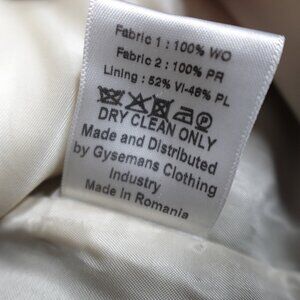 Fabric 1 : 100% WO
Fabric 2 : 100% PR
Lining : 52% VI-48% PL
DRY CLEAN ONLY
Made and Distributed
by Gysemans Clothing
Industry
Made in Romania